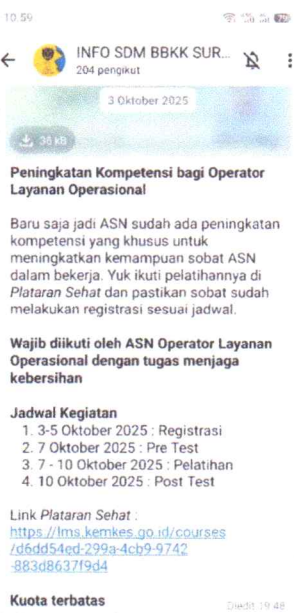 10.59
INFO SDM BBKK SUR...
204 pengikut
3 Oktober 2025
36 kB
Peningkatan Kompetensi bagi Operator
Layanan Operasional
Baru saja jadi ASN sudah ada peningkatan
kompetensi yang khusus untuk
meningkatkan kemampuan sobat ASN
dalam bekerja. Yuk ikuti pelatihannya di
Plataran Sehat dan pastikan sobat sudah
melakukan registrasi sesuai jadwal.
Wajib diikuti oleh ASN Operator Layanan
Operasional dengan tugas menjaga
kebersihan
Jadwal Kegiatan
1. 3-5 Oktober 2025 : Registrasi
2. 7 Oktober 2025 : Pre Test
3. 7 - 10 Oktober 2025 : Pelatihan
4. 10 Oktober 2025 : Post Test
Link Plataran Sehat :
https://lms.kemkes.go.id/courses
/d6dd54ed-299a-4cb9-9742
-883d8637f9d4
Kuota terbatas
Diedit 19.48